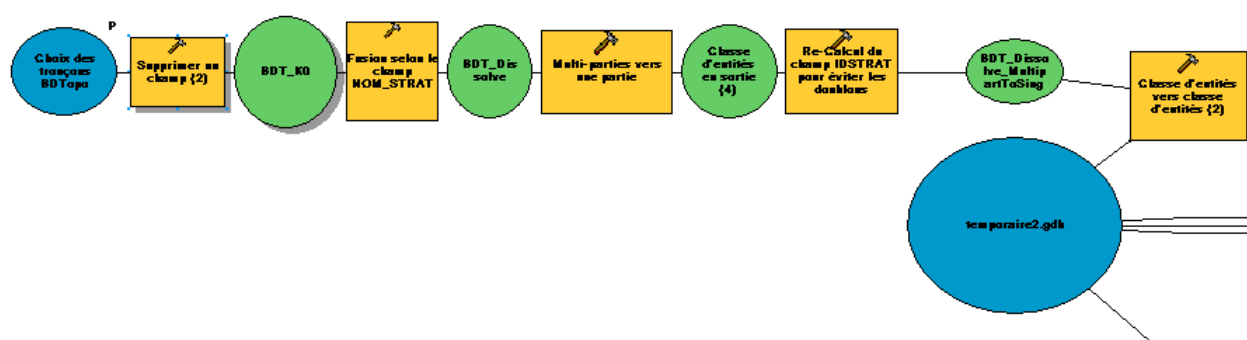 P
Choix des
tronçons
BDTopo
Supprimer un
champ {2}
BDT_K0
Fusion selon le
champ
NOM_STRAT
BDT_Dis
solve
Multi-parties vers
une partie
Classe
d'entités
en sortie
{4}
Re-Calcul du
champ IDSTRAT
pour éviter les
doublons
BDT_Disso
lve_Multip
artToSing
Classe d'entités
vers classe
d'entités {2}
temporaire2.gdb